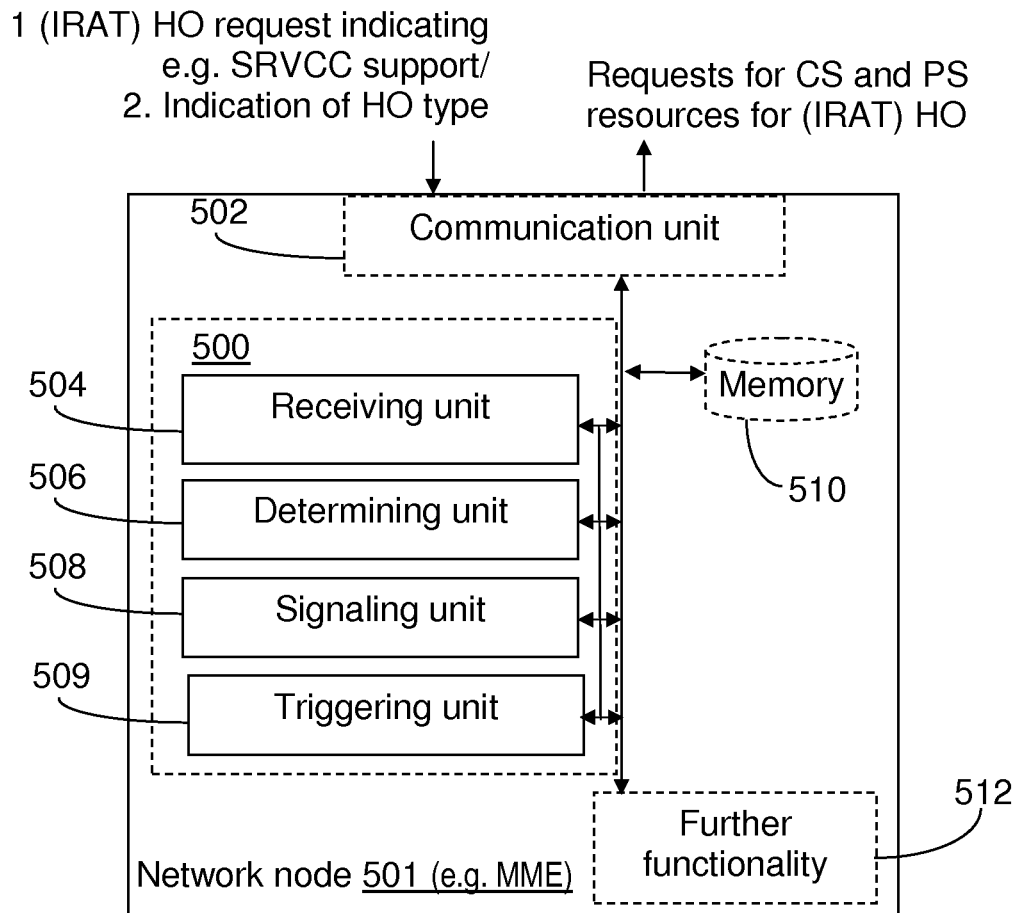 1 (IRAT) HO request indicating
e.g. SRVCC support/
2. Indication of HO type
Requests for CS and PS
resources for (IRAT) HO
502
Communication unit
500
504
Receiving unit
Memory
510
506
Determining unit
508
Signaling unit
509
Triggering unit
512
Further
functionality
Network node 501 (e.g. MME)